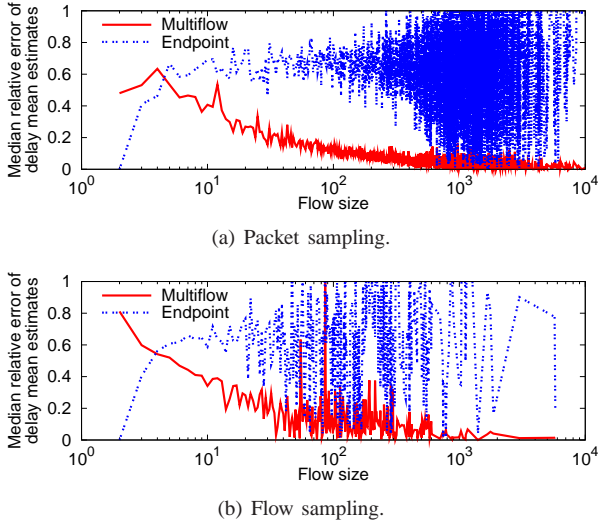 Median relative error of
delay mean estimates
1
0.8
0.6
0.4
0.2
0
Multiflow
Endpoint
10^0
10^1
10^2
10^3
10^4
Flow size
(a) Packet sampling.
Median relative error of
delay mean estimates
1
0.8
0.6
0.4
0.2
0
Multiflow
Endpoint
10^0
10^1
10^2
10^3
10^4
Flow size
(b) Flow sampling.